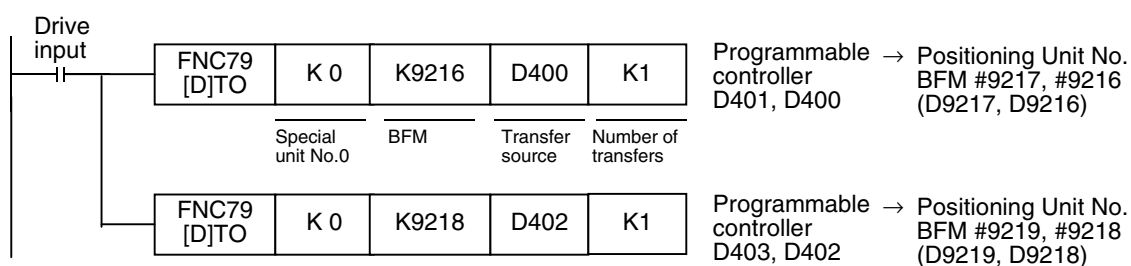 Drive
input
FNC79
[D]TO
K 0
K9216
D400
K1
Programmable → Positioning Unit No.
controller BFM #9217, #9216
D401, D400 (D9217, D9216)
Special
unit No.0
BFM
Transfer
source
Number of
transfers
FNC79
[D]TO
K 0
K9218
D402
K1
Programmable → Positioning Unit No.
controller BFM #9219, #9218
D403, D402 (D9219, D9218)